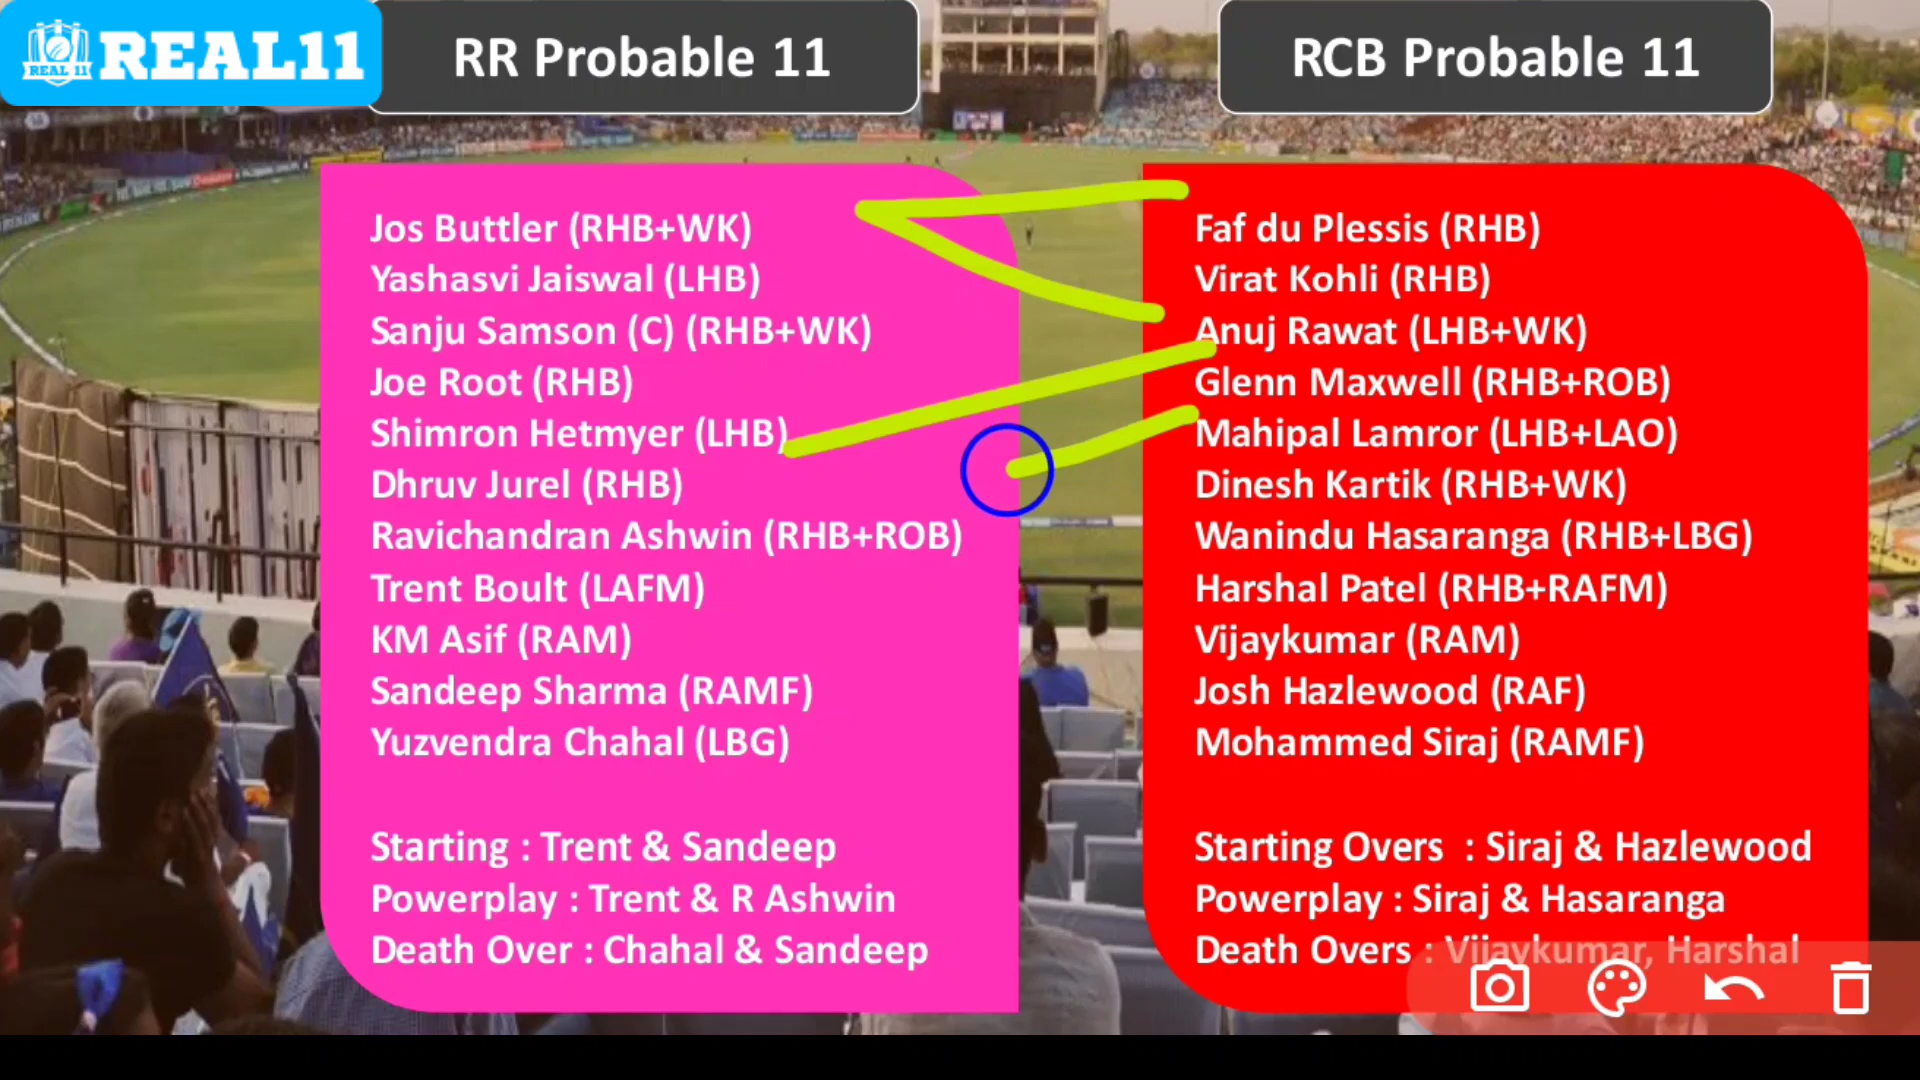 REAL 11
REAL11
RR Probable 11
RCB Probable 11
Jos Buttler (RHB+WK)
Yashasvi Jaiswal (LHB)
Sanju Samson (C) (RHB+WK)
Joe Root (RHB)
Shimron Hetmyer (LHB)
Dhruv Jurel (RHB)
Ravichandran Ashwin (RHB+ROB)
Trent Boult (LAFM)
KM Asif (RAM)
Sandeep Sharma (RAMF)
Yuzvendra Chahal (LBG)
Starting : Trent & Sandeep
Powerplay : Trent & R Ashwin
Death Over : Chahal & Sandeep
Faf du Plessis (RHB)
Virat Kohli (RHB)
Anuj Rawat (LHB+WK)
Glenn Maxwell (RHB+ROB)
Mahipal Lamror (LHB+LAO)
Dinesh Kartik (RHB+WK)
Wanindu Hasaranga (RHB+LBG)
Harshal Patel (RHB+RAFM)
Vijaykumar (RAM)
Josh Hazlewood (RAF)
Mohammed Siraj (RAMF)
Starting Overs : Siraj & Hazlewood
Powerplay : Siraj & Hasaranga
Death Overs : Vijaykumar, Harshal